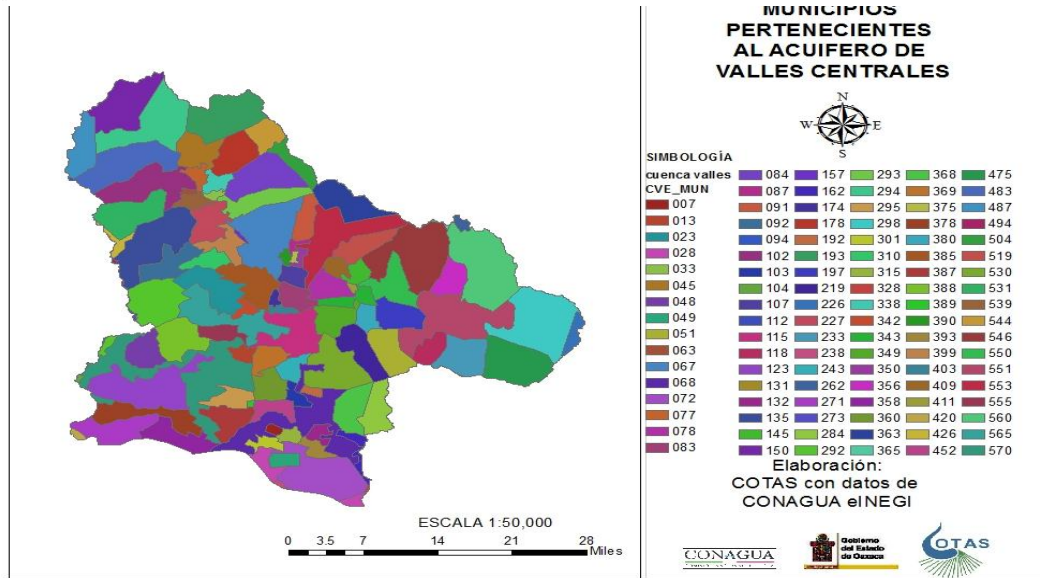 MUNICIPIOS
PERTENECIENTES
AL ACUIFERO DE
VALLES CENTRALES
N
W E
S
SIMBOLOGÍA
cuenca valles
CVE_MUN
007
013
023
028
033
045
048
049
051
063
067
068
072
077
078
083
084 157 293 368 475
087 162 294 369 483
091 174 295 375 487
092 178 298 378 494
094 192 301 380 504
102 193 310 385 519
103 197 315 387 530
104 219 328 388 531
107 226 338 389 539
112 227 342 390 544
115 233 343 393 546
118 238 349 399 550
123 243 350 403 551
131 262 356 409 553
132 271 358 411 555
135 273 360 420 560
145 284 363 426 565
150 292 365 452 570
Elaboración:
COTAS con datos de
CONAGUA eINEGI
ESCALA 1:50,000
0 3.5 7 14 21 28
Miles
CONAGUA
Gobierno
del Estado
de Oaxaca
COTAS